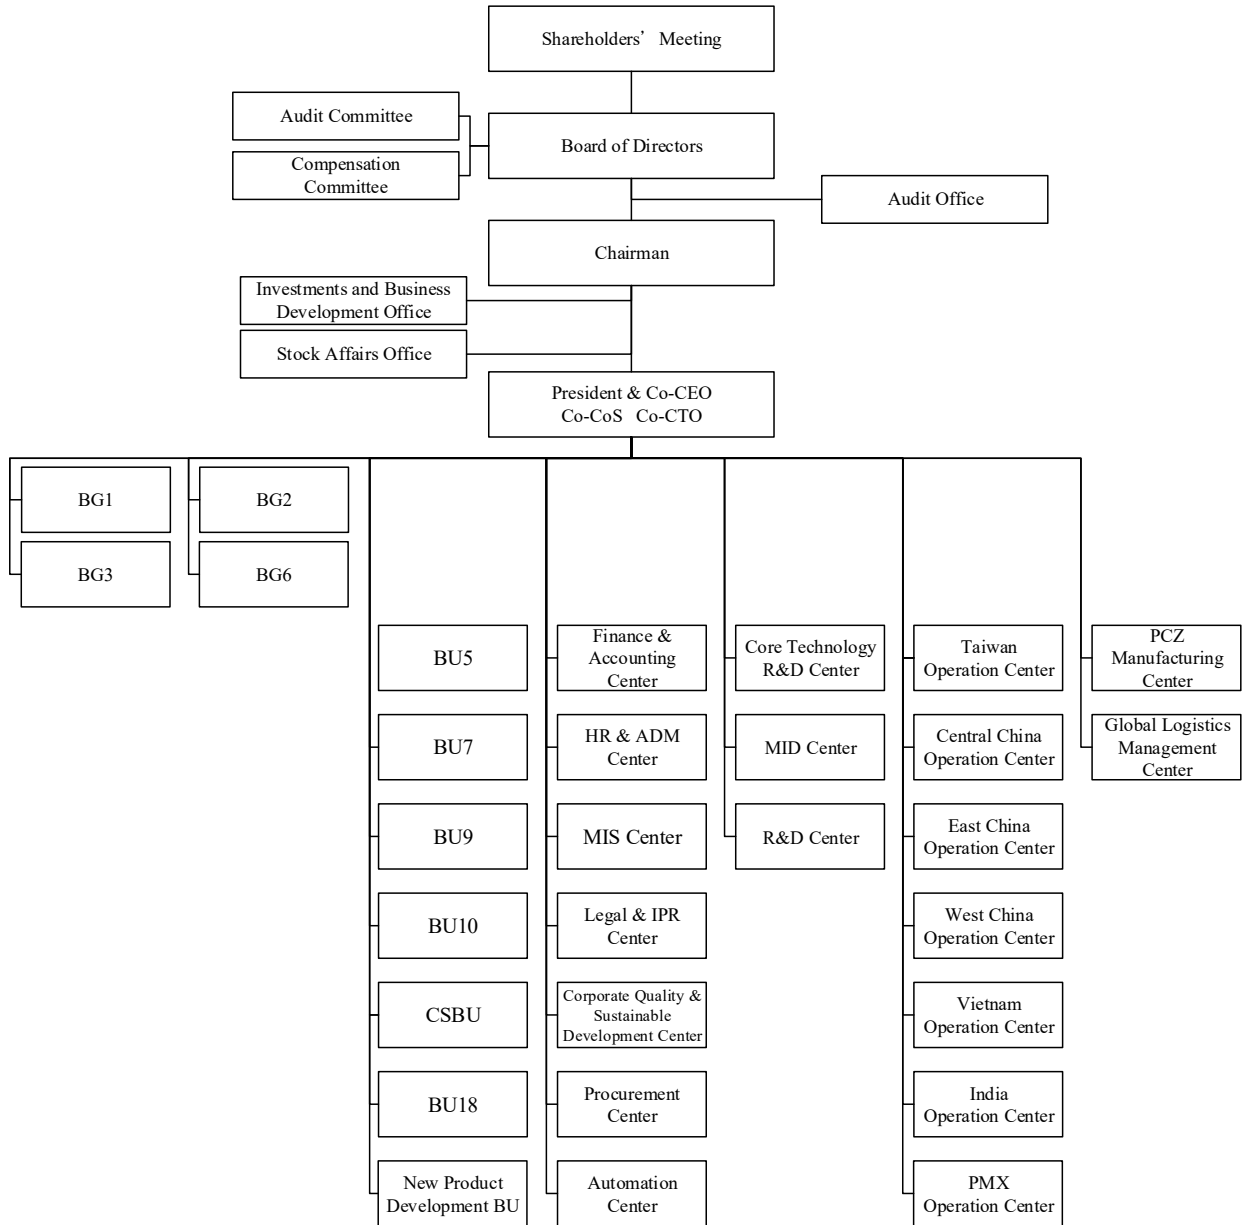 Shareholders’ Meeting
Audit Committee
Board of Directors
Compensation
Committee
Audit Office
Chairman
Investments and Business
Development Office
Stock Affairs Office
President & Co-CEO
Co-CoS Co-CTO
BG1
BG2
BG3
BG6
BU5
Finance &
Accounting
Center
Core Technology
R&D Center
Taiwan
Operation Center
PCZ
Manufacturing
Center
BU7
HR & ADM
Center
MID Center
Central China
Operation Center
Global Logistics
Management
Center
BU9
MIS Center
R&D Center
East China
Operation Center
BU10
Legal & IPR
Center
West China
Operation Center
CSBU
Corporate Quality &
Sustainable
Development Center
Vietnam
Operation Center
BU18
Procurement
Center
India
Operation Center
New Product
Development BU
Automation
Center
PMX
Operation Center